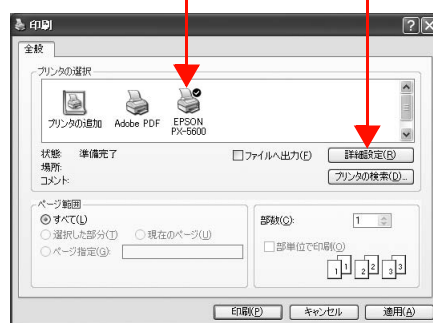 印刷
全般
プリンタの選択
プリンタの追加 Adobe PDF EPSON PX-5600
状態: 準備完了
場所:
コメント:
ファイルへ出力(F)
詳細設定(R)
プリンタの検索(D)...
ページ範囲
すべて(L)
選択した部分(T) 現在のページ(U)
ページ指定(G):
部数(C): 1
部単位で印刷(O)
1 1 2 2 3 3
印刷(P) キャンセル 適用(A)